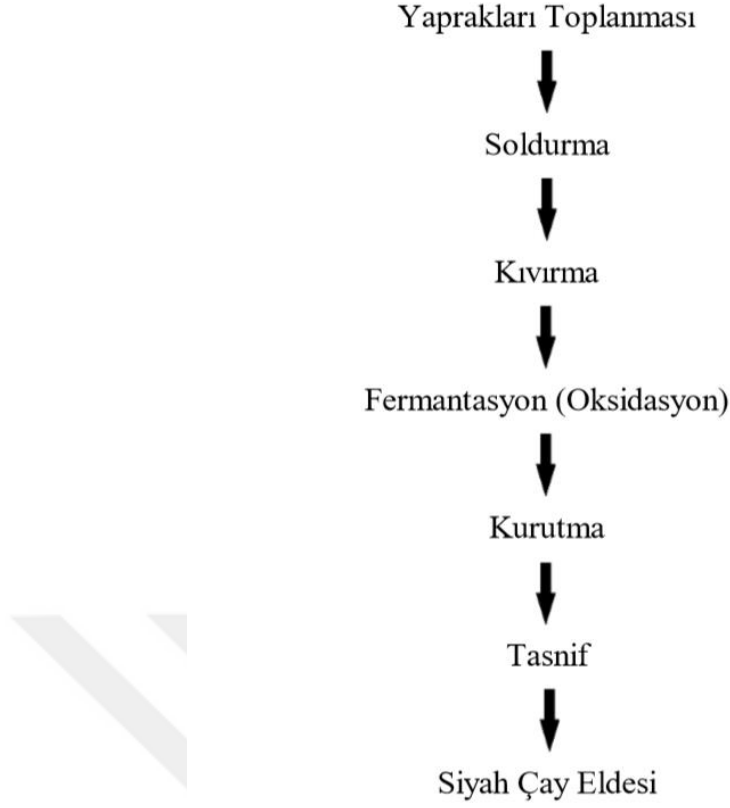 Yaprakları Toplanması
Soldurma
Kıvırma
Fermantasyon (Oksidasyon)
Kurutma
Tasnif
Siyah Çay Eldesi